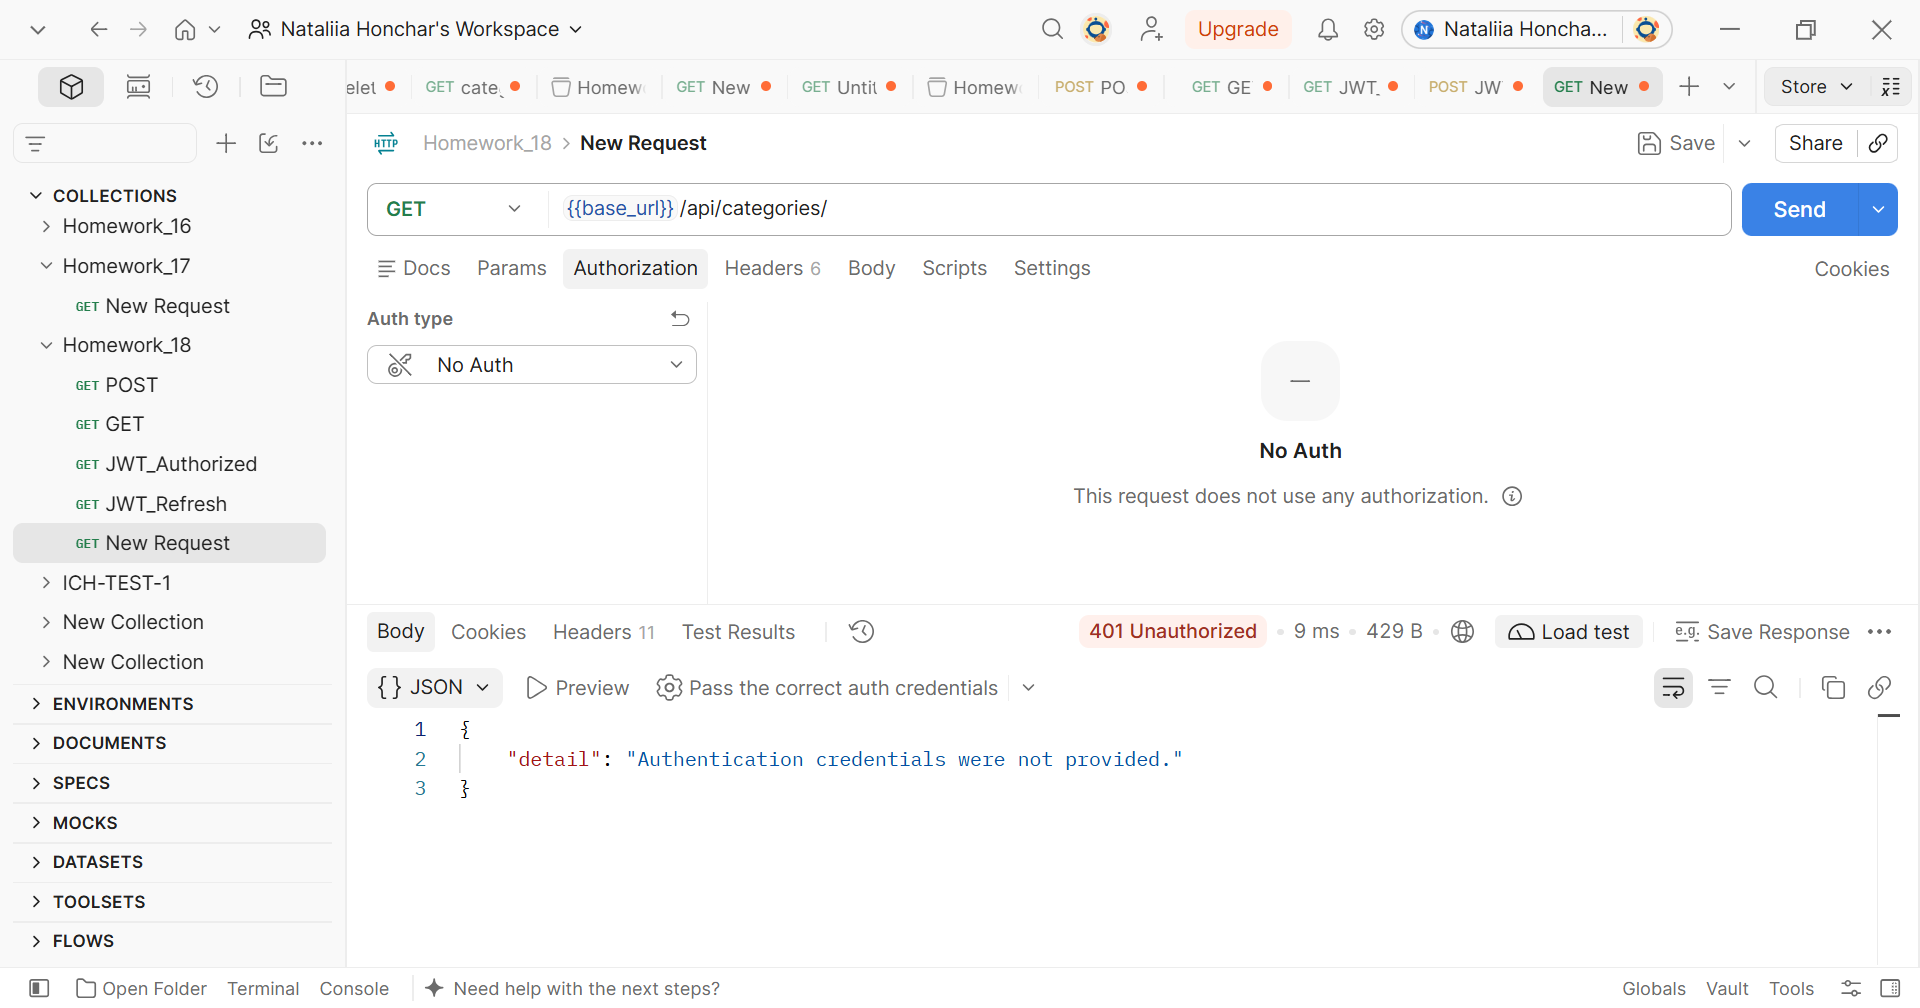 Nataliia Honchar's Workspace
Upgrade
N Nataliia Honcha...
elet
GET cate
Homew
GET New
GET Untit
Homew
POST PO
GET GE
GET JWT_
POST JW
GET New
Store
HTTP Homework_18 > New Request
Save
Share
COLLECTIONS
Homework_16
Homework_17
GET New Request
Homework_18
GET POST
GET GET
GET JWT_Authorized
GET JWT_Refresh
GET New Request
ICH-TEST-1
New Collection
New Collection
ENVIRONMENTS
DOCUMENTS
SPECS
MOCKS
DATASETS
TOOLSETS
FLOWS
GET {{base_url}} /api/categories/
Send
Docs Params Authorization Headers 6 Body Scripts Settings Cookies
Auth type
No Auth
No Auth
This request does not use any authorization.
Body Cookies Headers 11 Test Results
401 Unauthorized 9 ms 429 B Load test e.g. Save Response
{} JSON Preview Pass the correct auth credentials
1 {
2 "detail": "Authentication credentials were not provided."
3 }
Open Folder Terminal Console Need help with the next steps?
Globals Vault Tools